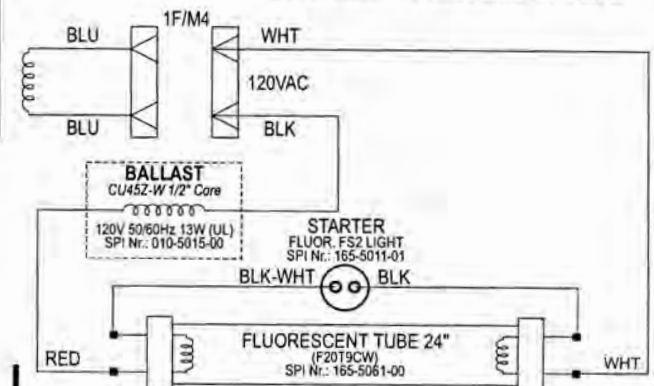 1F/M4
BLU
WHT
120VAC
BLU
BLK
BALLAST
CU45Z-W 1/2" Core
120V 50/60Hz 13W (UL)
SPI Nr.: 010-5015-00
STARTER
FLUOR. FS2 LIGHT
SPI Nr.: 165-5011-01
BLK-WHT
BLK
FLUORESCENT TUBE 24"
(F20T9CW)
SPI Nr.: 165-5061-00
RED
WHT